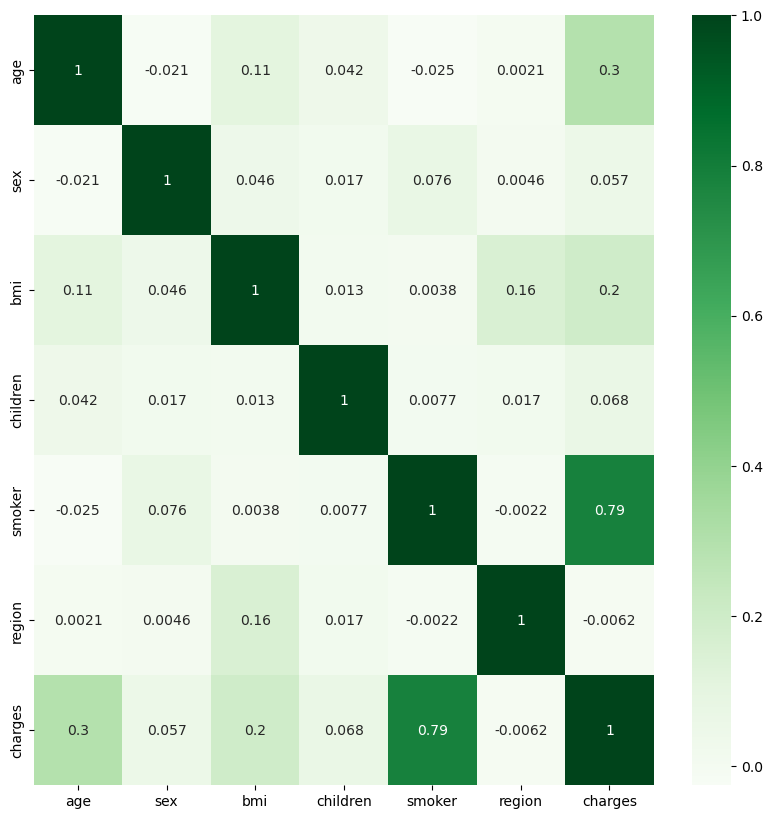 1.0
age 1 -0.021 0.11 0.042 -0.025 0.0021 0.3
0.8
sex -0.021 1 0.046 0.017 0.076 0.0046 0.057
bmi 0.11 0.046 1 0.013 0.0038 0.16 0.2
0.6
children 0.042 0.017 0.013 1 0.0077 0.017 0.068
0.4
smoker -0.025 0.076 0.0038 0.0077 1 -0.0022 0.79
0.2
region 0.0021 0.0046 0.16 0.017 -0.0022 1 -0.0062
charges 0.3 0.057 0.2 0.068 0.79 -0.0062 1
0.0
age sex bmi children smoker region charges